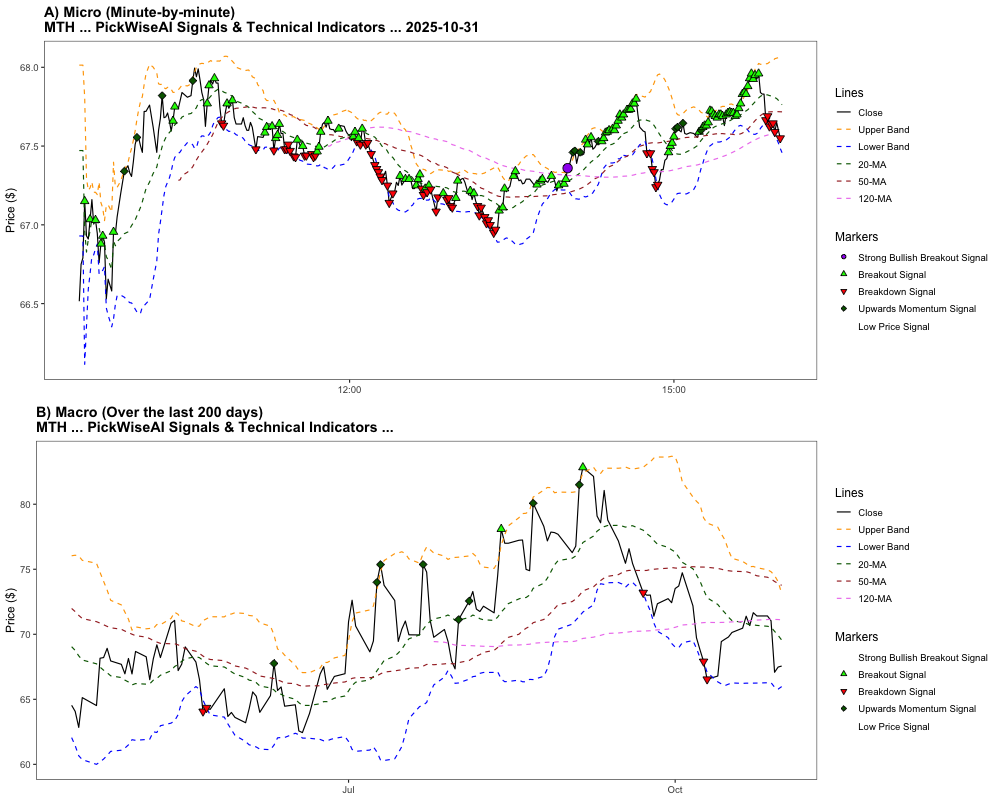 A) Micro (Minute-by-minute)
MTH ... PickWiseAI Signals & Technical Indicators ... 2025-10-31
Price ($)
68.0
67.5
67.0
66.5
12:00
15:00
Lines
Close
Upper Band
Lower Band
20-MA
50-MA
120-MA
Markers
Strong Bullish Breakout Signal
Breakout Signal
Breakdown Signal
Upwards Momentum Signal
Low Price Signal
B) Macro (Over the last 200 days)
MTH ... PickWiseAI Signals & Technical Indicators ...
Price ($)
80
75
70
65
60
Jul
Oct
Lines
Close
Upper Band
Lower Band
20-MA
50-MA
120-MA
Markers
Strong Bullish Breakout Signal
Breakout Signal
Breakdown Signal
Upwards Momentum Signal
Low Price Signal